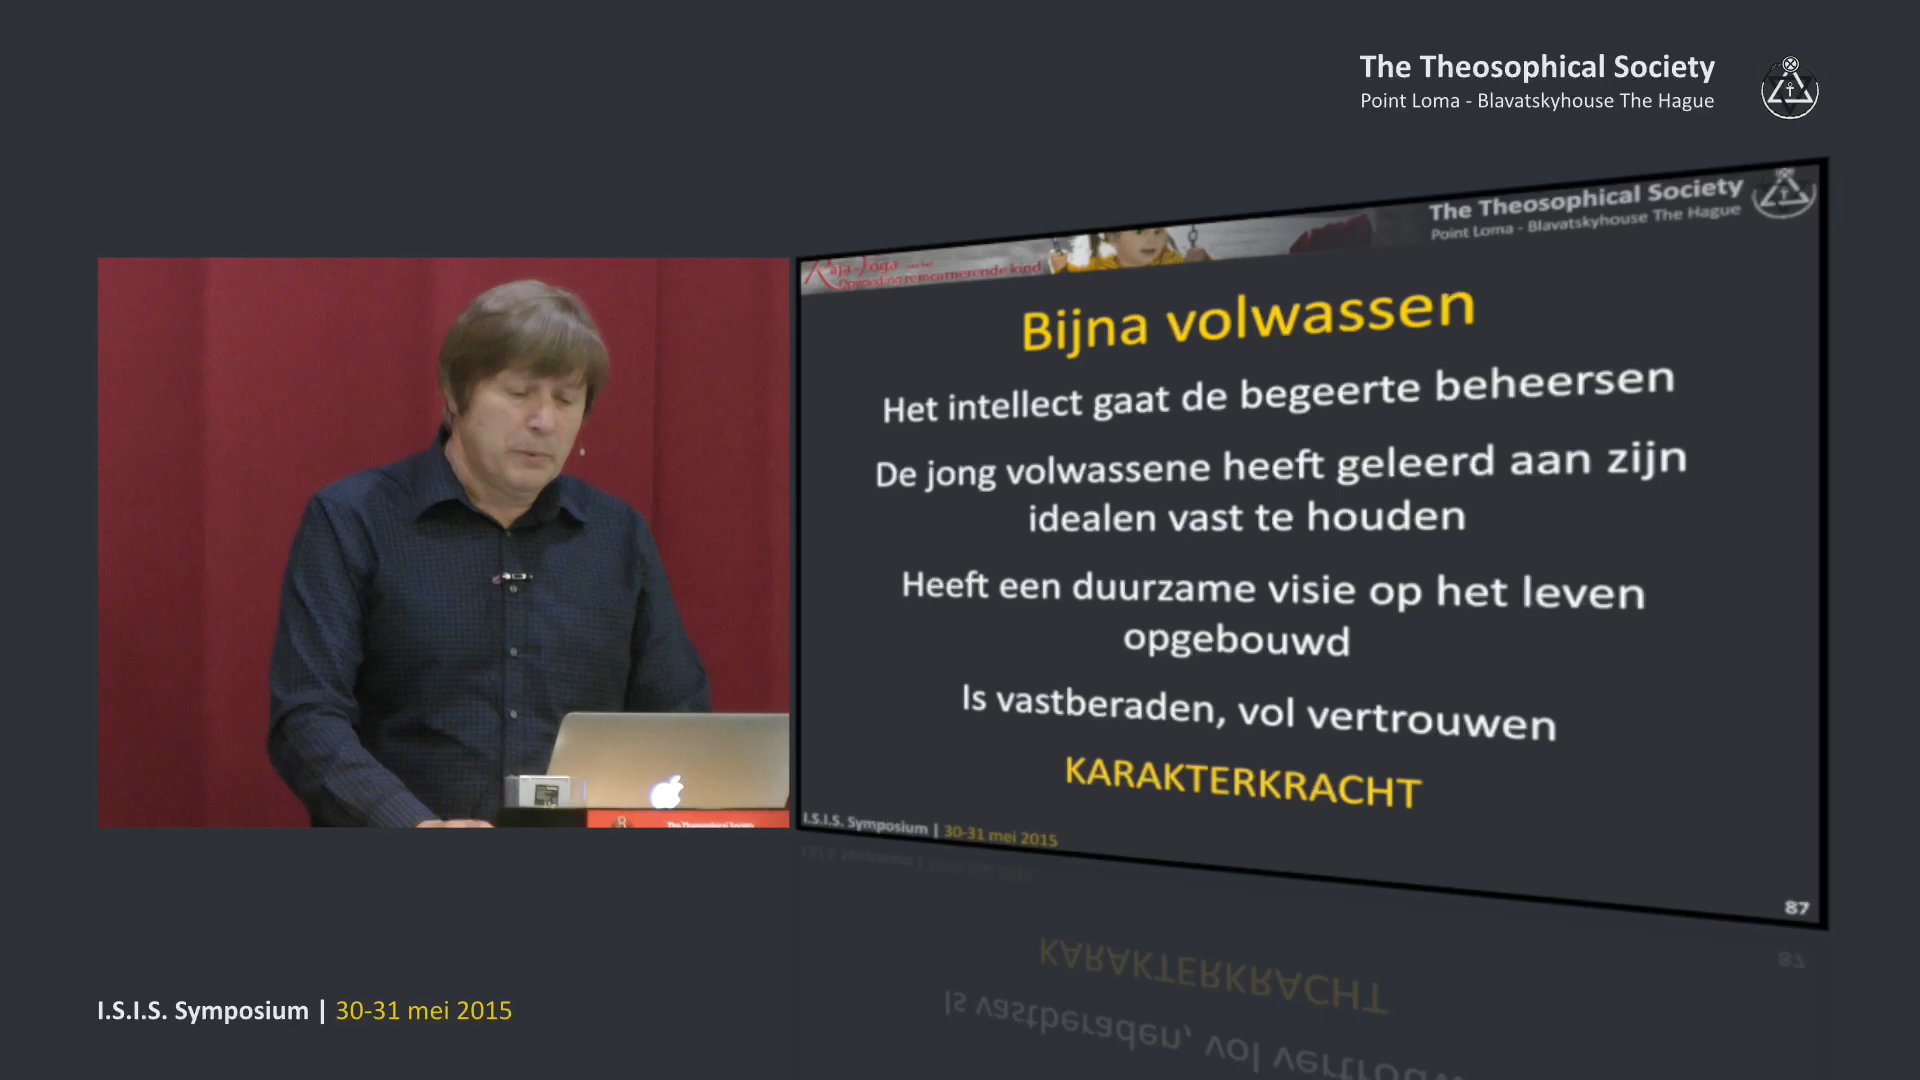 The Theosophical Society
Point Loma - Blavatskyhouse The Hague
The Theosophical Society
Point Loma - Blavatskyhouse The Hague
Raja-Yoga
Opvoeding reïncarnerende kind
Bijna volwassen
Het intellect gaat de begeerte beheersen
De jong volwassene heeft geleerd aan zijn
idealen vast te houden
Heeft een duurzame visie op het leven
opgebouwd
Is vastberaden, vol vertrouwen
KARAKTERKRACHT
I.S.I.S. Symposium | 30-31 mei 2015
87
The Theosophical Society
I.S.I.S. Symposium | 30-31 mei 2015